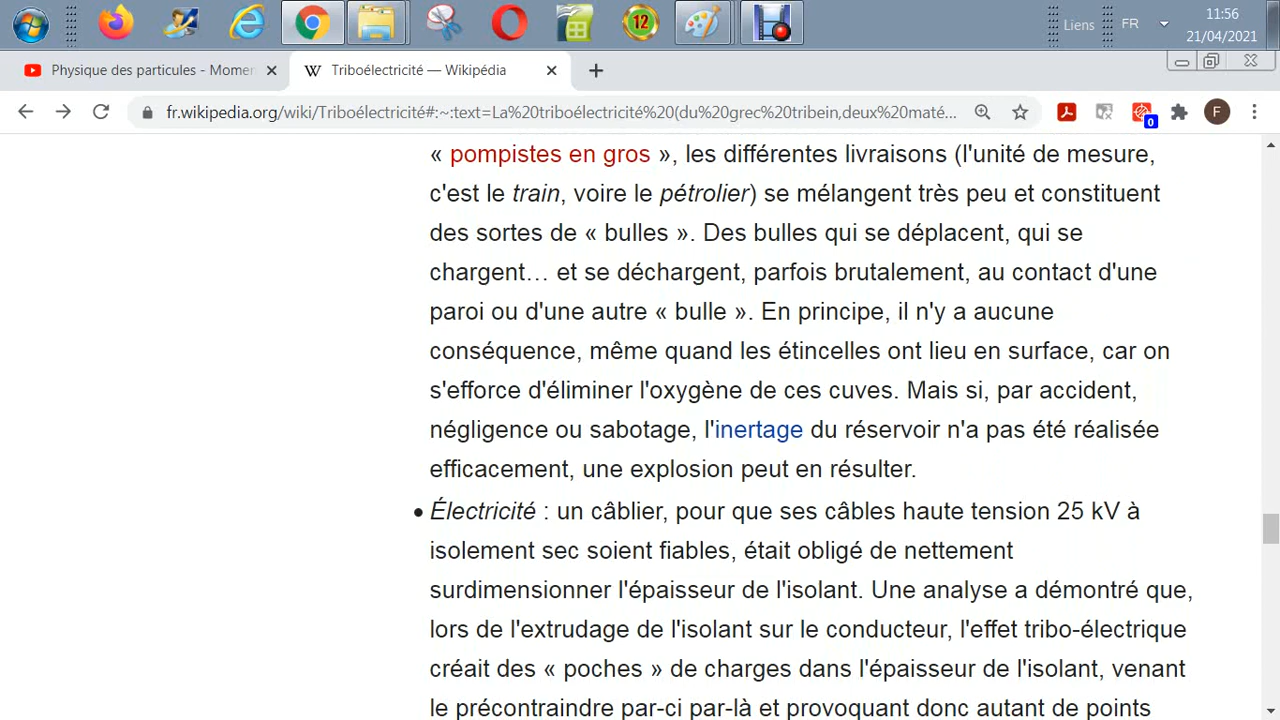 12
Liens
FR
11:56
21/04/2021
Physique des particules - Momen
W Triboélectricité — Wikipédia
fr.wikipedia.org/wiki/Triboélectricité#:~:text=La%20triboélectricité%20(du%20grec%20tribein,deux%20maté...
0
F
« pompistes en gros », les différentes livraisons (l'unité de mesure,
c'est le train, voire le pétrolier) se mélangent très peu et constituent
des sortes de « bulles ». Des bulles qui se déplacent, qui se
chargent… et se déchargent, parfois brutalement, au contact d'une
paroi ou d'une autre « bulle ». En principe, il n'y a aucune
conséquence, même quand les étincelles ont lieu en surface, car on
s'efforce d'éliminer l'oxygène de ces cuves. Mais si, par accident,
négligence ou sabotage, l'inertage du réservoir n'a pas été réalisée
efficacement, une explosion peut en résulter.
• Électricité : un câblier, pour que ses câbles haute tension 25 kV à
isolement sec soient fiables, était obligé de nettement
surdimensionner l'épaisseur de l'isolant. Une analyse a démontré que,
lors de l'extrudage de l'isolant sur le conducteur, l'effet tribo-électrique
créait des « poches » de charges dans l'épaisseur de l'isolant, venant
le précontraindre par-ci par-là et provoquant donc autant de points